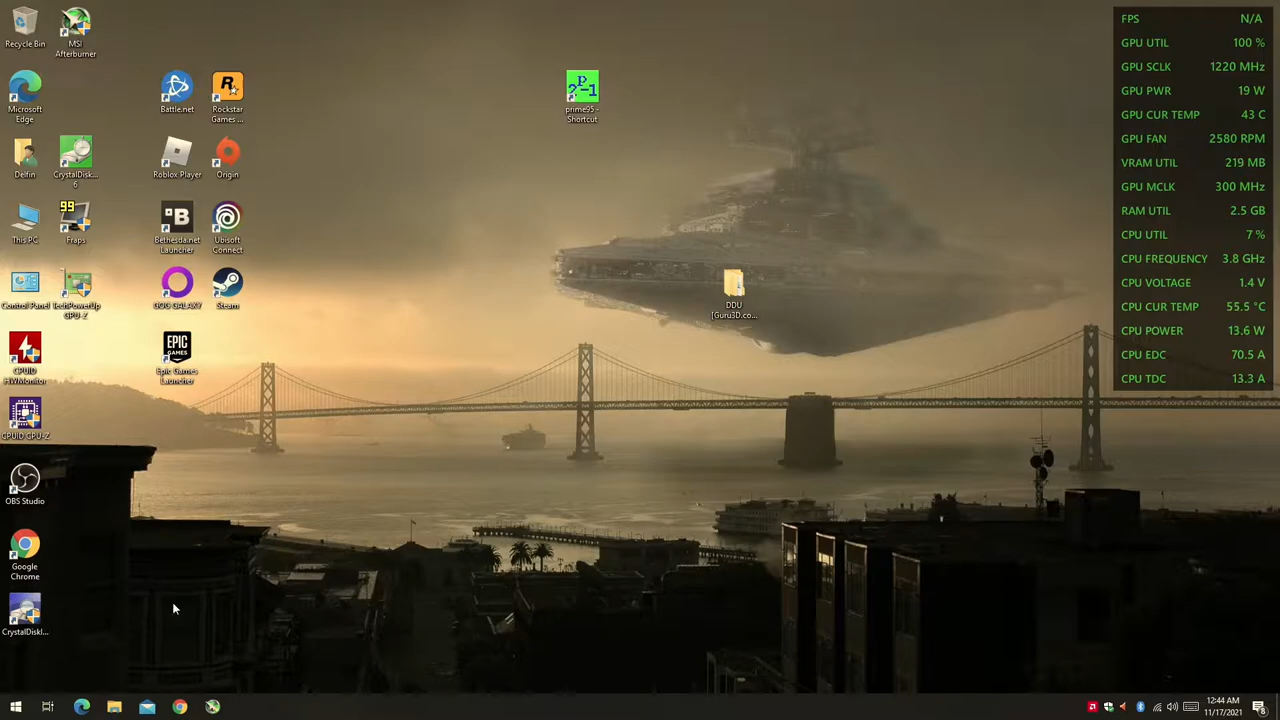 Recycle Bin
MSI
Afterburner
Microsoft
Edge
Battle.net
R
Rockstar
Games ...
P
2 -1
prime95 -
Shortcut
Delfin
CrystalDisk...
6
Roblox Player
Origin
This PC
99
Fraps
B
Bethesda.net
Launcher
Ubisoft
Connect
Control Panel
TechPowerUp
GPU-Z
GOG GALAXY
Steam
DDU
[Guru3D.co...
CPUID
HWMonitor
EPIC
GAMES
Epic Games
Launcher
CPUID CPU-Z
OBS Studio
Google
Chrome
CrystalDiskI...
FPS N/A
GPU UTIL 100 %
GPU SCLK 1220 MHz
GPU PWR 19 W
GPU CUR TEMP 43 C
GPU FAN 2580 RPM
VRAM UTIL 219 MB
GPU MCLK 300 MHz
RAM UTIL 2.5 GB
CPU UTIL 7 %
CPU FREQUENCY 3.8 GHz
CPU VOLTAGE 1.4 V
CPU CUR TEMP 55.5 °C
CPU POWER 13.6 W
CPU EDC 70.5 A
CPU TDC 13.3 A
12:44 AM
11/17/2021
8